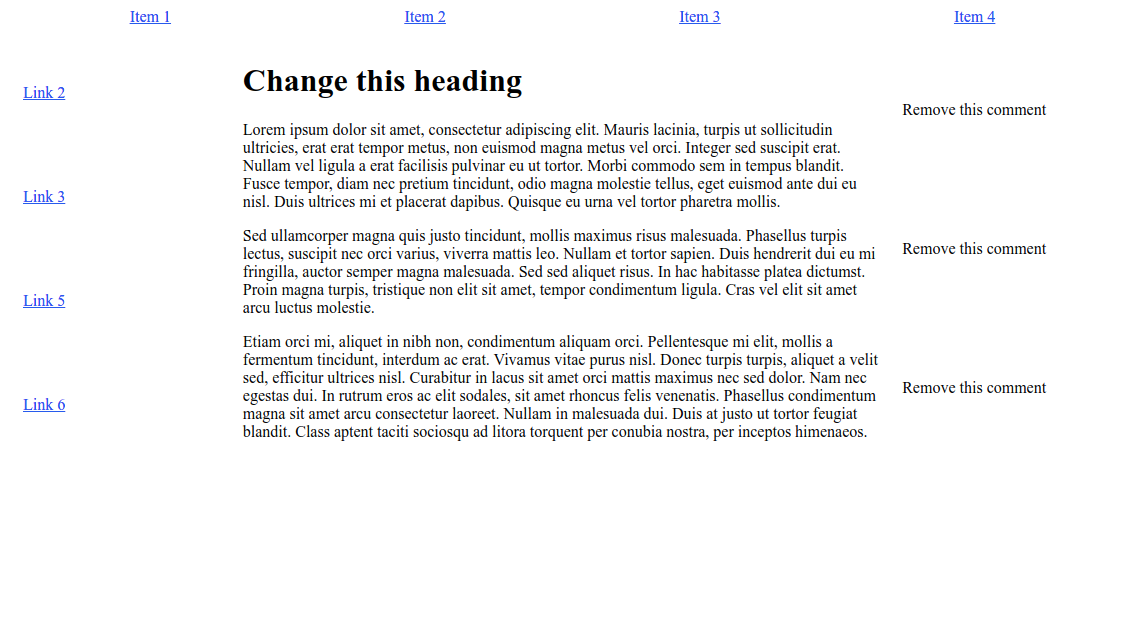 Item 1 Item 2 Item 3 Item 4
Link 2
Link 3
Link 5
Link 6
Change this heading
Lorem ipsum dolor sit amet, consectetur adipiscing elit. Mauris lacinia, turpis ut sollicitudin
ultricies, erat erat tempor metus, non euismod magna metus vel orci. Integer sed suscipit erat.
Nullam vel ligula a erat facilisis pulvinar eu ut tortor. Morbi commodo sem in tempus blandit.
Fusce tempor, diam nec pretium tincidunt, odio magna molestie tellus, eget euismod ante dui eu
nisl. Duis ultrices mi et placerat dapibus. Quisque eu urna vel tortor pharetra mollis.
Sed ullamcorper magna quis justo tincidunt, mollis maximus risus malesuada. Phasellus turpis
lectus, suscipit nec orci varius, viverra mattis leo. Nullam et tortor sapien. Duis hendrerit dui eu mi
fringilla, auctor semper magna malesuada. Sed sed aliquet risus. In hac habitasse platea dictumst.
Proin magna turpis, tristique non elit sit amet, tempor condimentum ligula. Cras vel elit sit amet
arcu luctus molestie.
Etiam orci mi, aliquet in nibh non, condimentum aliquam orci. Pellentesque mi elit, mollis a
fermentum tincidunt, interdum ac erat. Vivamus vitae purus nisl. Donec turpis turpis, aliquet a velit
sed, efficitur ultrices nisl. Curabitur in lacus sit amet orci mattis maximus nec sed dolor. Nam nec
egestas dui. In rutrum eros ac elit sodales, sit amet rhoncus felis venenatis. Phasellus condimentum
magna sit amet arcu consectetur laoreet. Nullam in malesuada dui. Duis at justo ut tortor feugiat
blandit. Class aptent taciti sociosqu ad litora torquent per conubia nostra, per inceptos himenaeos.
Remove this comment
Remove this comment
Remove this comment